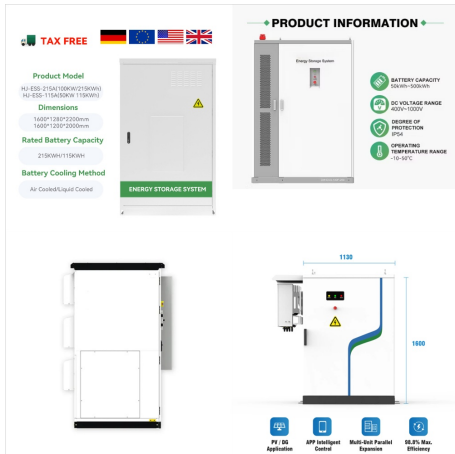 TAX FREE
Product Model
HJ-ESS-215A(100KW/215KWh)
HJ-ESS-115A(50KW 115KWh)
Dimensions
1600*1280*2200mm
1600*1200*2000mm
Rated Battery Capacity
215KWH/115KWH
Battery Cooling Method
Air Cooled/Liquid Cooled
ENERGY STORAGE SYSTEM
PRODUCT INFORMATION
Energy Storage System
BATTERY CAPACITY
50kWh~500kWh
DC VOLTAGE RANGE
400V~1000V
DEGREE OF
PROTECTION
IP54
OPERATING
TEMPERATURE RANGE
-10-50°C
1130
1600
PV / DG
Application
APP Intelligent
Control
Multi-Unit Parallel
Expansion
98.0% Max.
Efficiency